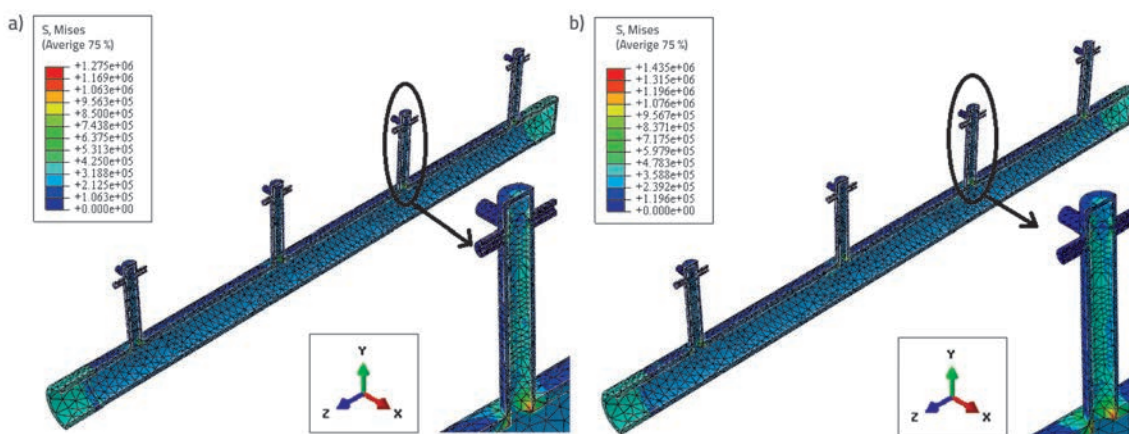 a)
S, Mises
(Averige 75 %)
+1.275e+06
+1.169e+06
+1.063e+06
+9.563e+05
+8.500e+05
+7.438e+05
+6.375e+05
+5.313e+05
+4.250e+05
+3.188e+05
+2.125e+05
+1.063e+05
+0.000e+00
Y
Z
X
b)
S, Mises
(Averige 75 %)
+1.435e+06
+1.315e+06
+1.196e+06
+1.076e+06
+9.567e+05
+8.371e+05
+7.175e+05
+5.979e+05
+4.783e+05
+3.588e+05
+2.392e+05
+1.196e+05
+0.000e+00
Y
Z
X